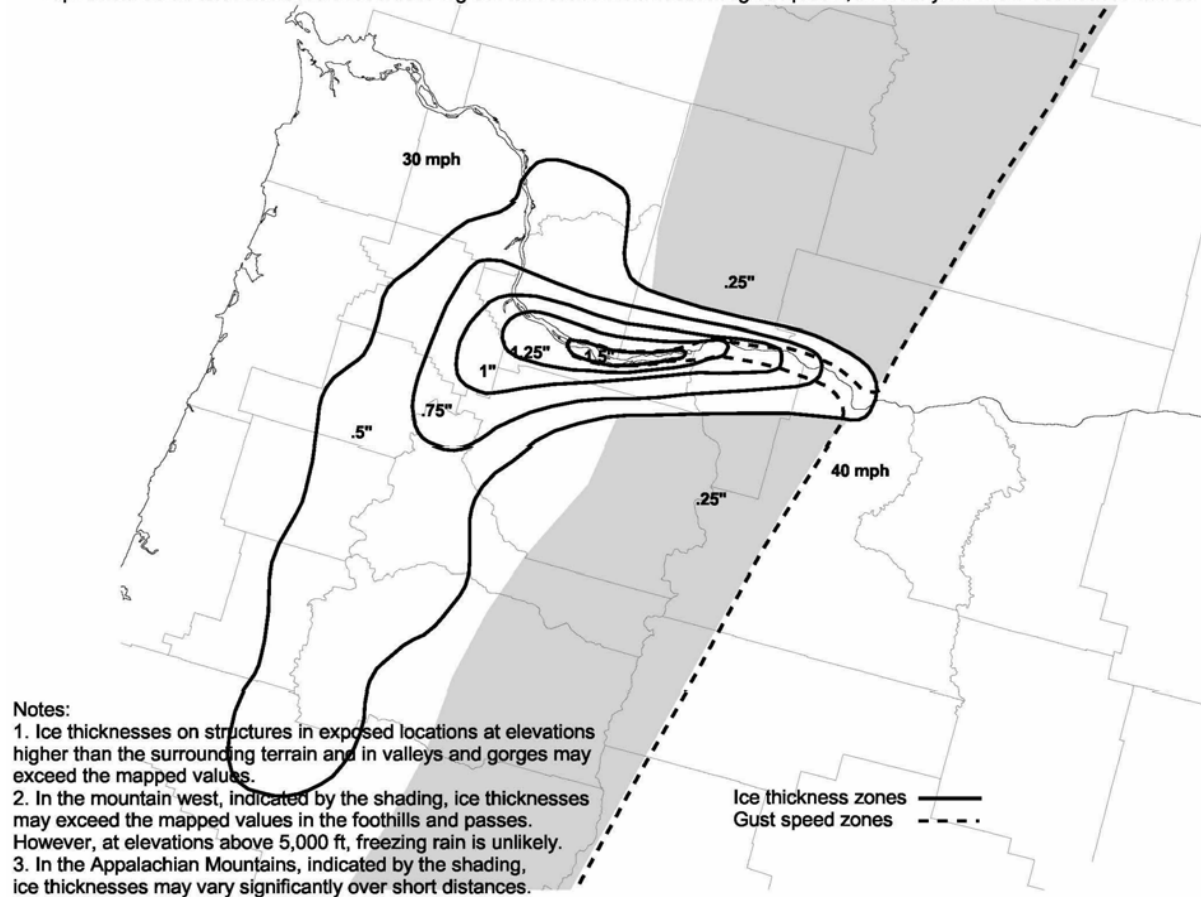 30 mph
.25"
1.25"
1.5"
1"
.75"
.5"
40 mph
.25"
Notes:
1. Ice thicknesses on structures in exposed locations at elevations
higher than the surrounding terrain and in valleys and gorges may
exceed the mapped values.
2. In the mountain west, indicated by the shading, ice thicknesses
may exceed the mapped values in the foothills and passes.
However, at elevations above 5,000 ft, freezing rain is unlikely.
3. In the Appalachian Mountains, indicated by the shading,
ice thicknesses may vary significantly over short distances.
Ice thickness zones
Gust speed zones